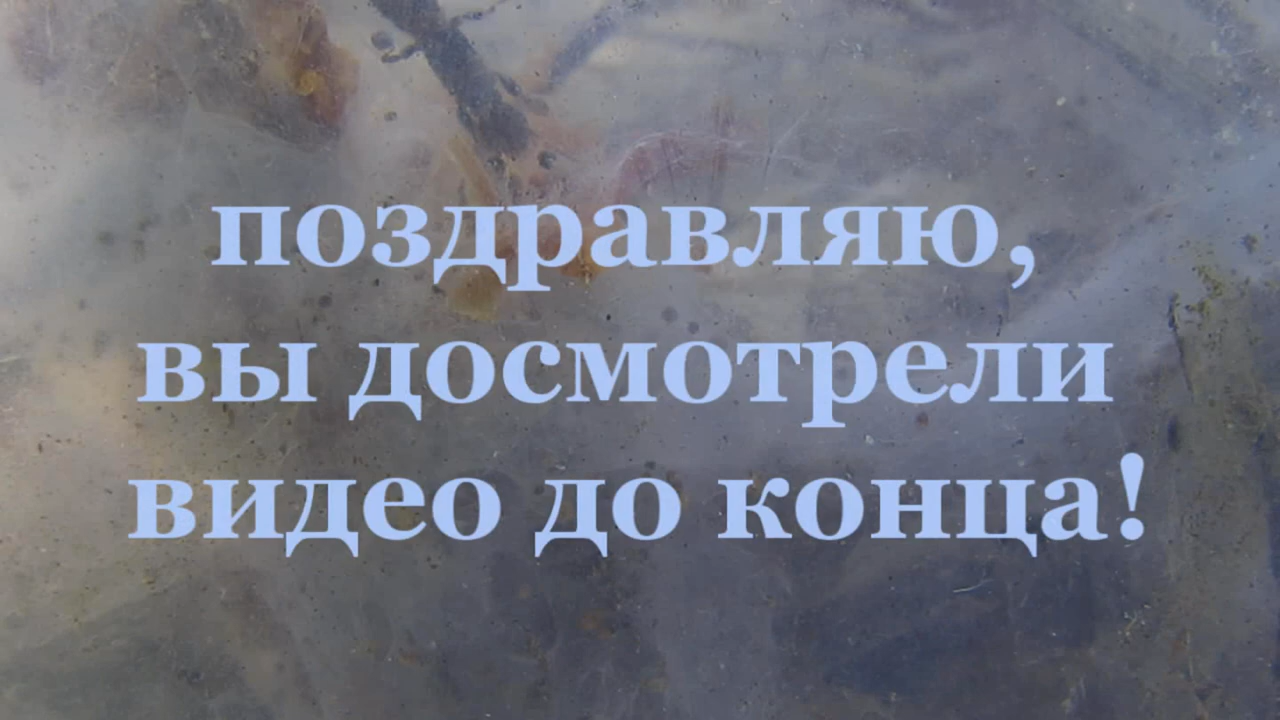 поздравляю,
вы досмотрели
видео до конца!